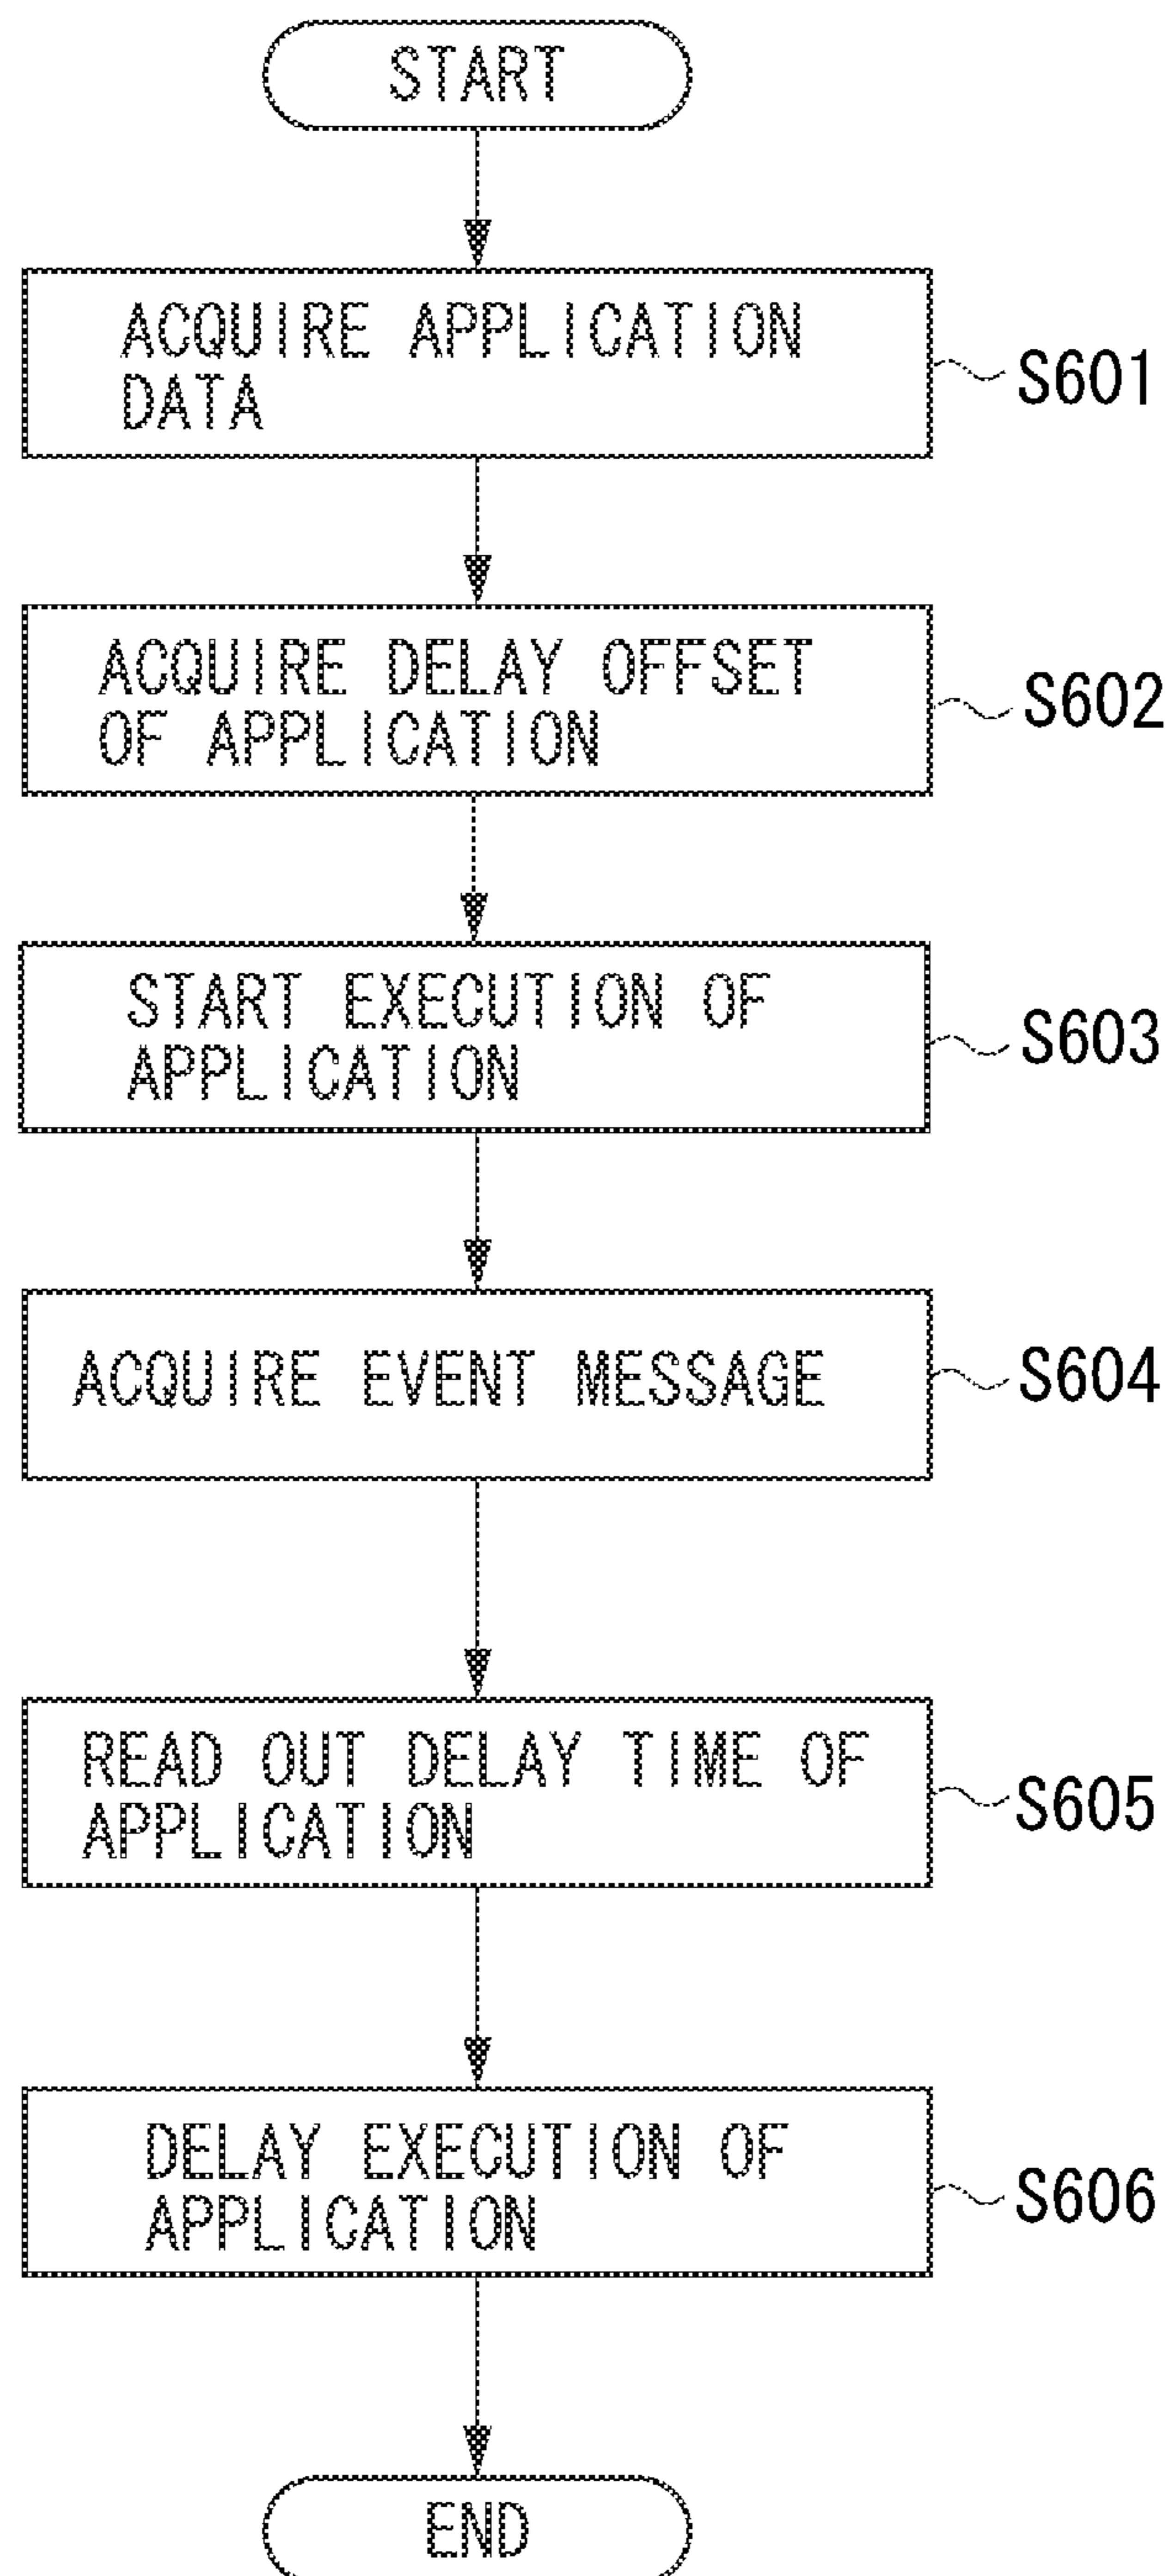 START
ACQUIRE APPLICATION
DATA
S601
ACQUIRE DELAY OFFSET
OF APPLICATION
S602
START EXECUTION OF
APPLICATION
S603
ACQUIRE EVENT MESSAGE
S604
READ OUT DELAY TIME OF
APPLICATION
S605
DELAY EXECUTION OF
APPLICATION
S606
END